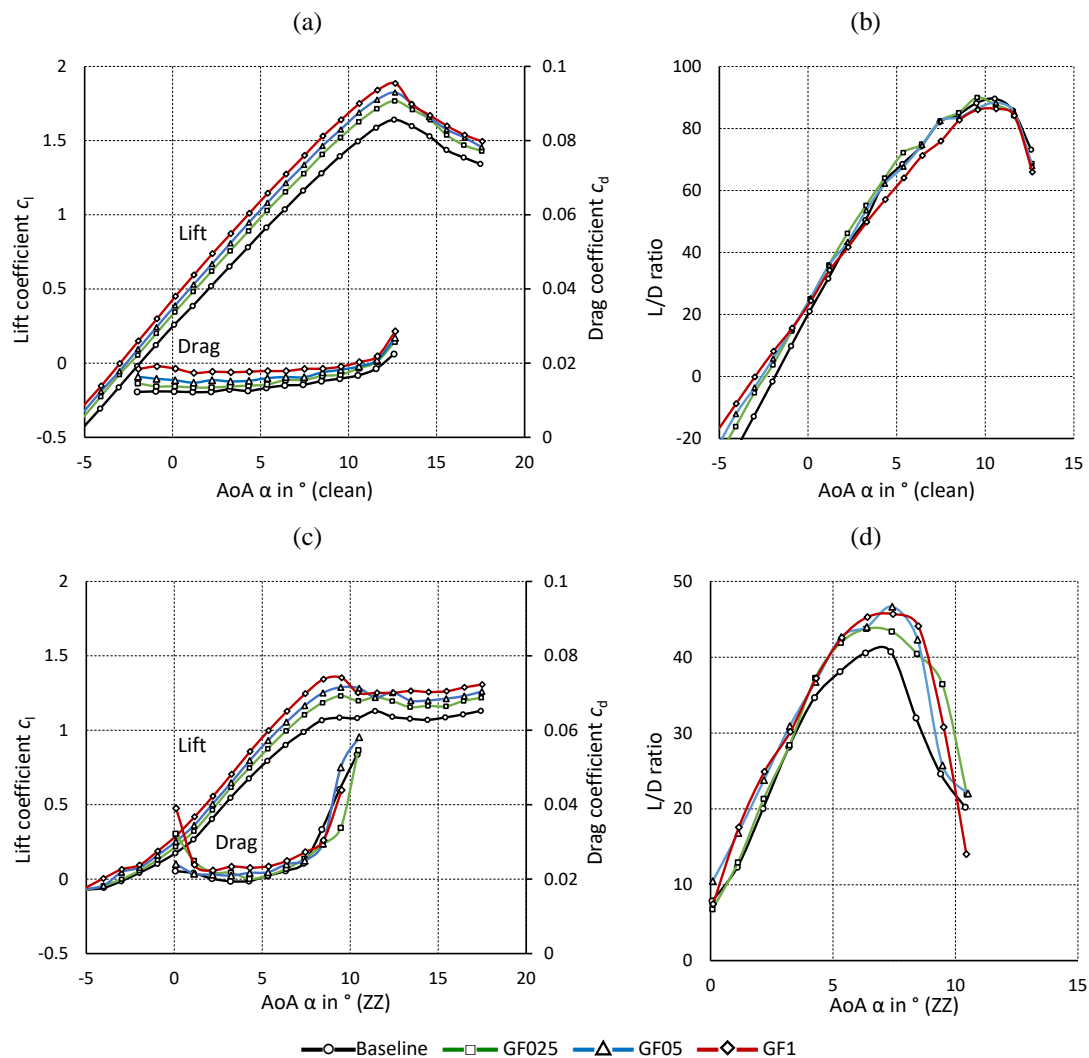 (a)
(b)
2
1.5
1
0.5
0
-0.5
0.1
0.08
0.06
0.04
0.02
0
-5 0 5 10 15 20
Lift coefficient cl
Drag coefficient cd
Lift
Drag
AoA α in ° (clean)
100
80
60
40
20
0
-20
-5 0 5 10 15
L/D ratio
AoA α in ° (clean)
(c)
(d)
2
1.5
1
0.5
0
-0.5
0.1
0.08
0.06
0.04
0.02
0
-5 0 5 10 15 20
Lift coefficient cl
Drag coefficient cd
Lift
Drag
AoA α in ° (ZZ)
50
40
30
20
10
0
0 5 10 15
L/D ratio
AoA α in ° (ZZ)
Baseline GF025 GF05 GF1